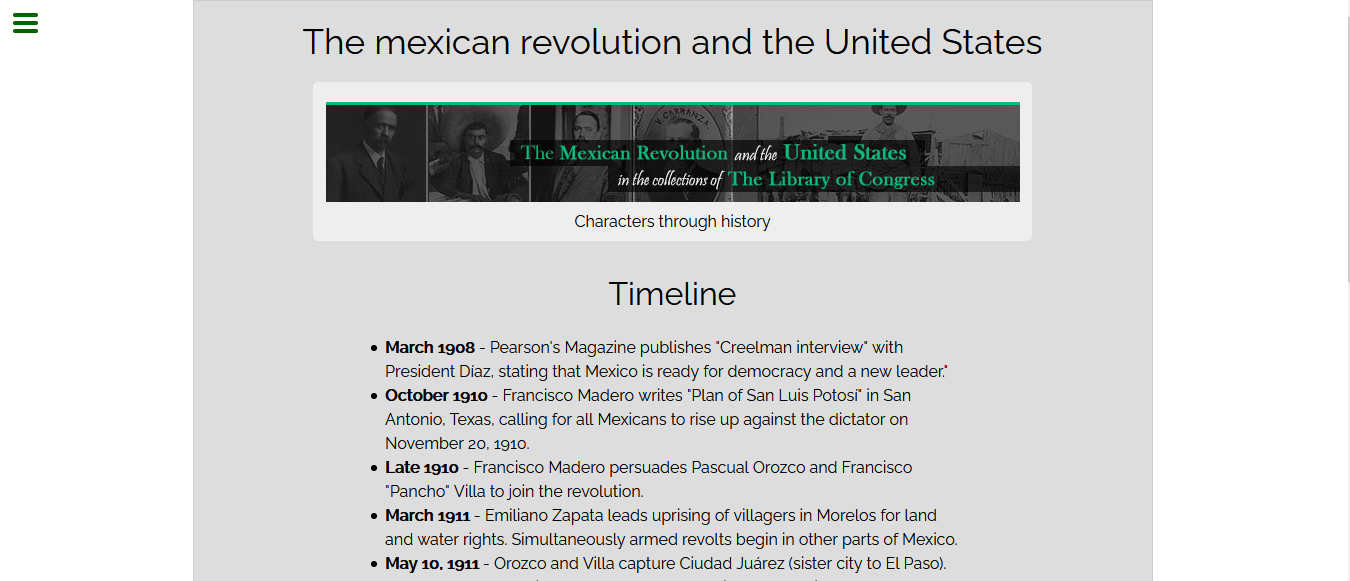 The mexican revolution and the United States
V. CARRANZA.
The Mexican Revolution and the United States
in the collections of The Library of Congress
Characters through history
Timeline
March 1908 - Pearson's Magazine publishes "Creelman interview" with
President Díaz, stating that Mexico is ready for democracy and a new leader."
October 1910 - Francisco Madero writes "Plan of San Luis Potosí" in San
Antonio, Texas, calling for all Mexicans to rise up against the dictator on
November 20, 1910.
Late 1910 - Francisco Madero persuades Pascual Orozco and Francisco
"Pancho" Villa to join the revolution.
March 1911 - Emiliano Zapata leads uprising of villagers in Morelos for land
and water rights. Simultaneously armed revolts begin in other parts of Mexico.
May 10, 1911 - Orozco and Villa capture Ciudad Juárez (sister city to El Paso).